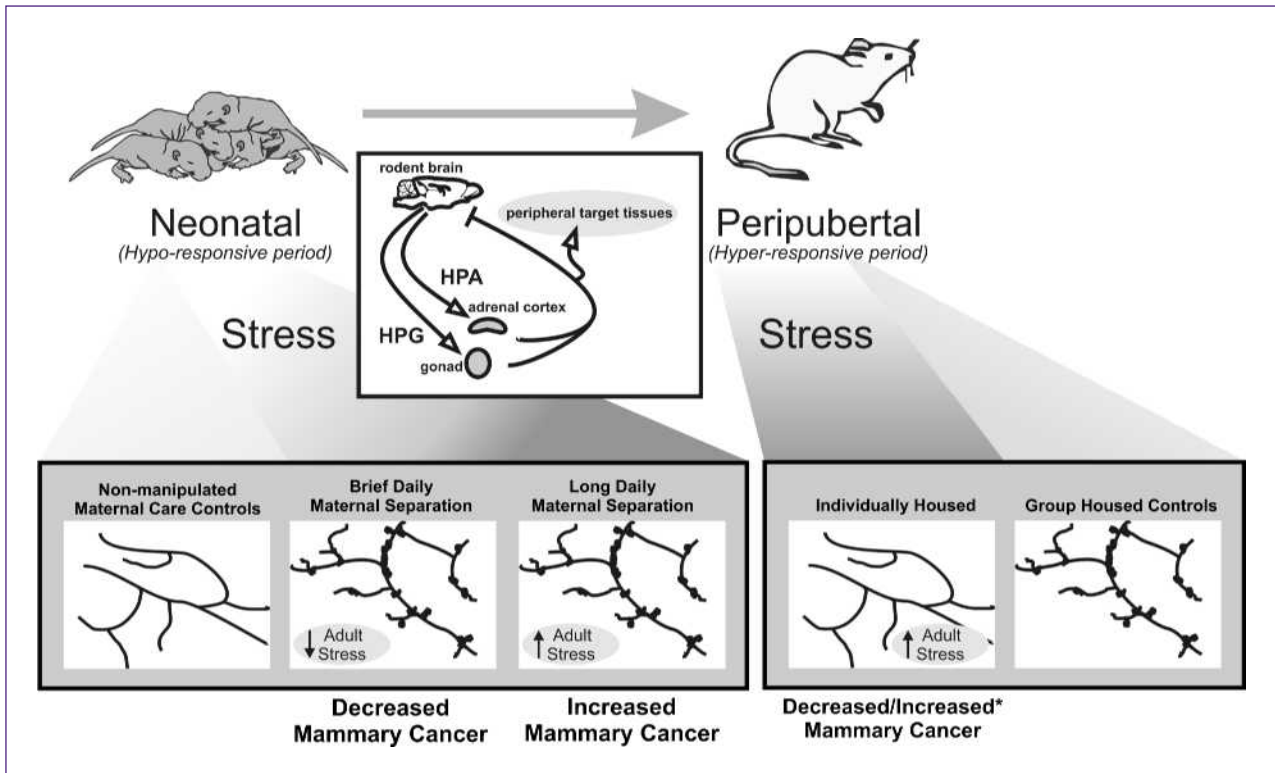 rodent brain
peripheral target tissues
Neonatal
(Hypo-responsive period)
Peripubertal
(Hyper-responsive period)
HPA
adrenal cortex
HPG
gonad
Stress
Stress
Non-manipulated
Maternal Care Controls
Brief Daily
Maternal Separation
Long Daily
Maternal Separation
Individually Housed
Group Housed Controls
Adult
Stress
Adult
Stress
Adult
Stress
Decreased
Mammary Cancer
Increased
Mammary Cancer
Decreased/Increased*
Mammary Cancer